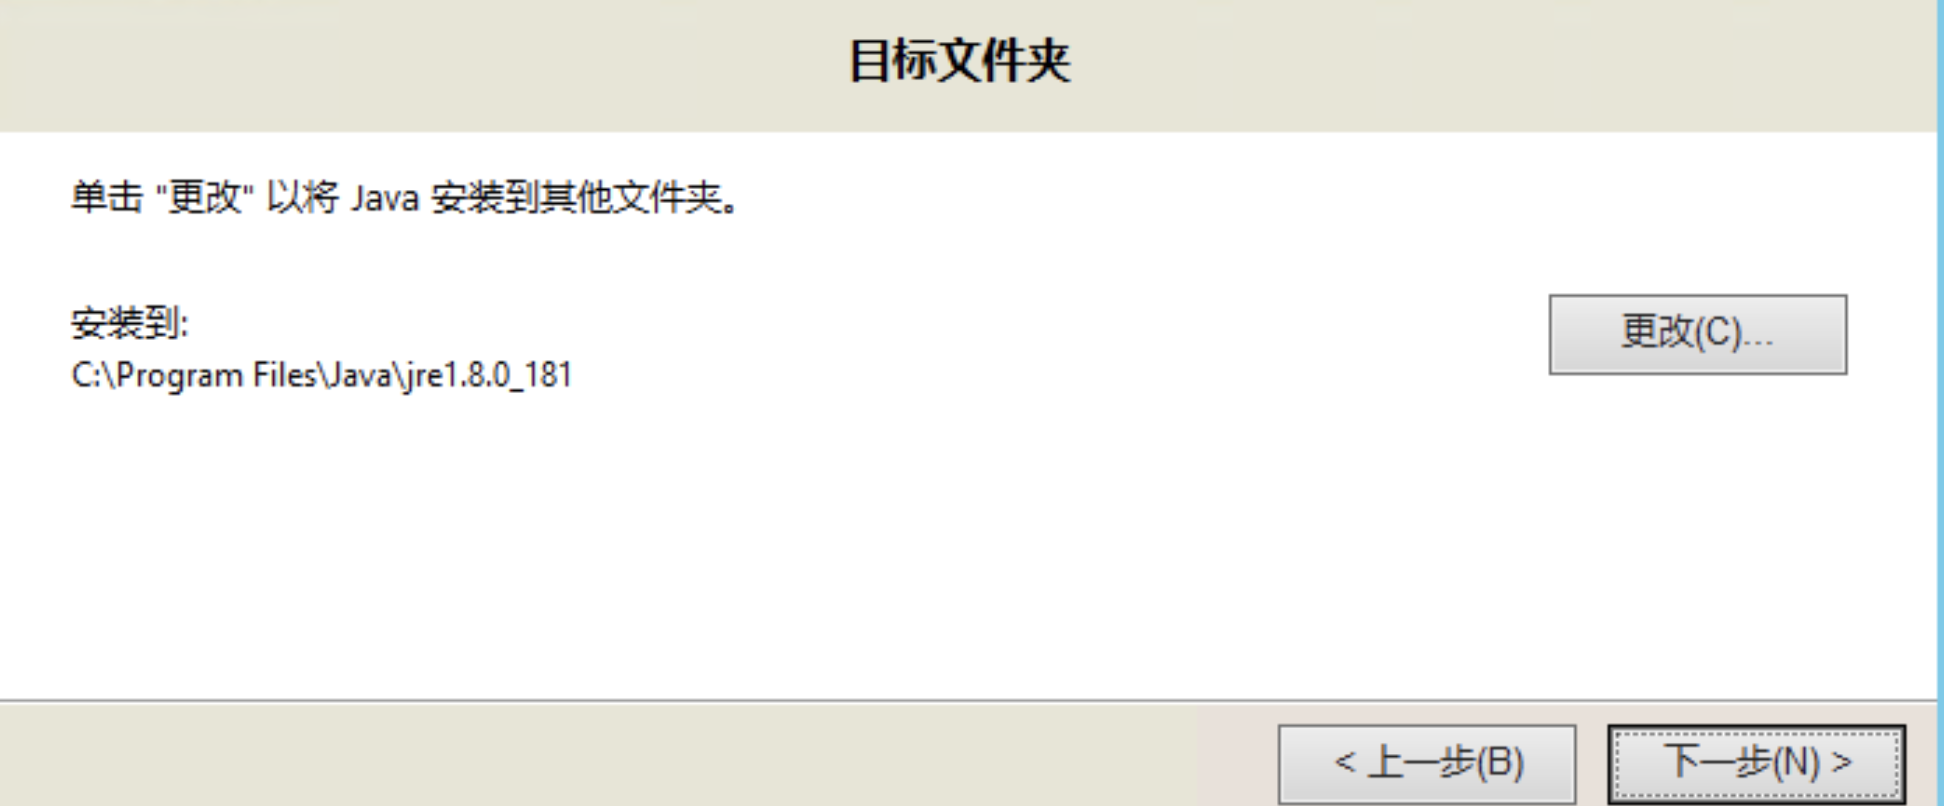 目标文件夹
单击 "更改" 以将 Java 安装到其他文件夹。
安装到:
更改(C)...
C:\Program Files\Java\jre1.8.0_181
< 上一步(B)
下一步(N) >